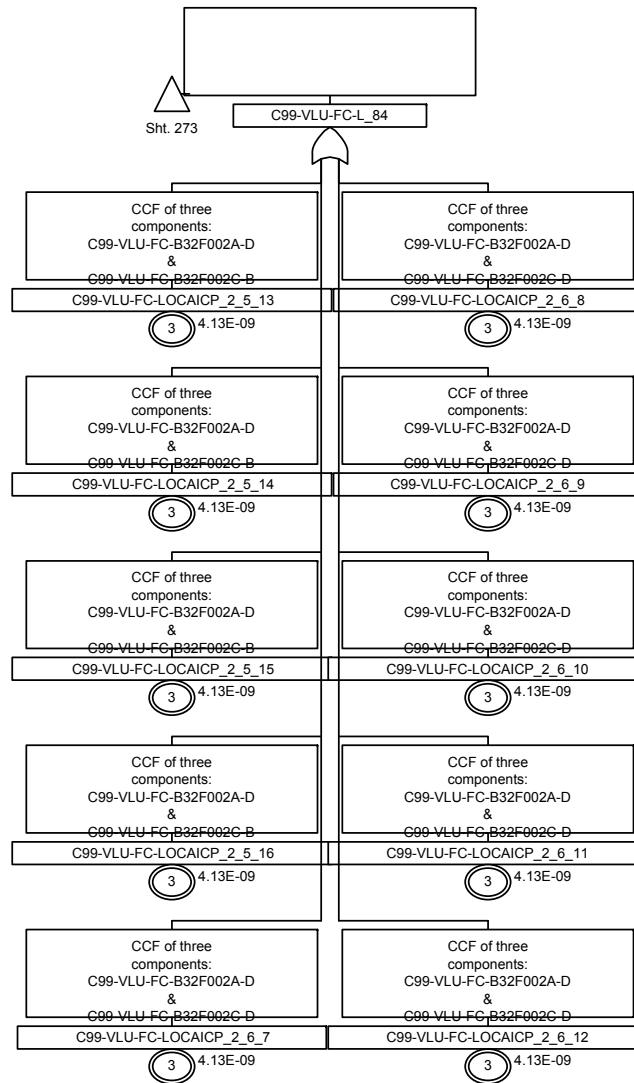 C99-VLU-FC-L_84
Sht. 273
CCF of three
components:
C99-VLU-FC-B32F002A-D
&
C99-VLU-FC-B32F002C-B
C99-VLU-FC-LOCAICP_2_5_13
3
4.13E-09
CCF of three
components:
C99-VLU-FC-B32F002A-D
&
C99-VLU-FC-B32F002C-D
C99-VLU-FC-LOCAICP_2_6_8
3
4.13E-09
CCF of three
components:
C99-VLU-FC-B32F002A-D
&
C99-VLU-FC-B32F002C-B
C99-VLU-FC-LOCAICP_2_5_14
3
4.13E-09
CCF of three
components:
C99-VLU-FC-B32F002A-D
&
C99-VLU-FC-B32F002C-D
C99-VLU-FC-LOCAICP_2_6_9
3
4.13E-09
CCF of three
components:
C99-VLU-FC-B32F002A-D
&
C99-VLU-FC-B32F002C-B
C99-VLU-FC-LOCAICP_2_5_15
3
4.13E-09
CCF of three
components:
C99-VLU-FC-B32F002A-D
&
C99-VLU-FC-B32F002C-D
C99-VLU-FC-LOCAICP_2_6_10
3
4.13E-09
CCF of three
components:
C99-VLU-FC-B32F002A-D
&
C99-VLU-FC-B32F002C-B
C99-VLU-FC-LOCAICP_2_5_16
3
4.13E-09
CCF of three
components:
C99-VLU-FC-B32F002A-D
&
C99-VLU-FC-B32F002C-D
C99-VLU-FC-LOCAICP_2_6_11
3
4.13E-09
CCF of three
components:
C99-VLU-FC-B32F002A-D
&
C99-VLU-FC-B32F002C-D
C99-VLU-FC-LOCAICP_2_6_7
3
4.13E-09
CCF of three
components:
C99-VLU-FC-B32F002A-D
&
C99-VLU-FC-B32F002C-D
C99-VLU-FC-LOCAICP_2_6_12
3
4.13E-09